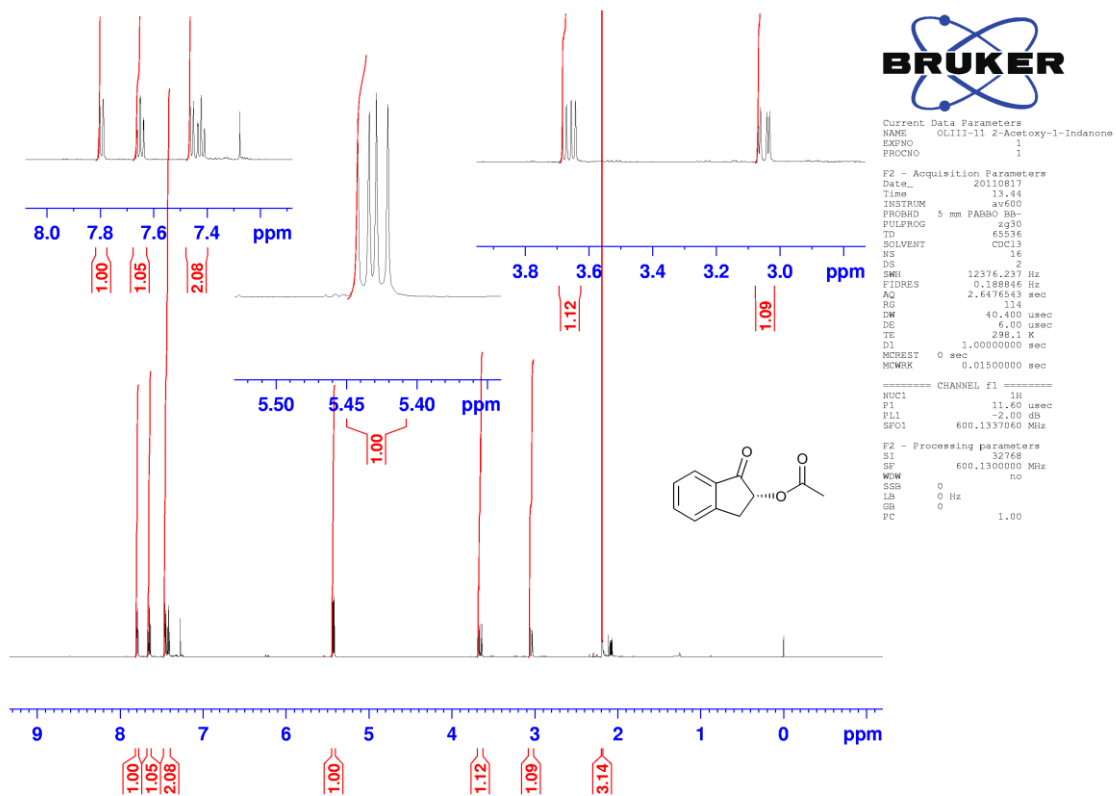 BRUKER
Current Data Parameters
NAME OLIII-11 2-Acetoxy-1-Indanone
EXPNO 1
PROCNO 1
F2 - Acquisition Parameters
Date_ 20110817
Time 13.44
INSTRUM av600
PROBHD 5 mm PABBO BB-
PULPROG zg30
TD 65536
SOLVENT CDCl3
NS 16
DS 2
SWH 12376.237 Hz
FIDRES 0.188846 Hz
AQ 2.6476543 sec
RG 114
DW 40.400 usec
DE 6.00 usec
TE 298.1 K
D1 1.00000000 sec
MCREST 0 sec
MCWRK 0.01500000 sec
======== CHANNEL f1 ========
NUC1 1H
P1 11.60 usec
PL1 -2.00 dB
SFO1 600.1337060 MHz
F2 - Processing parameters
SI 32768
SF 600.1300000 MHz
WDW no
SSB 0
LB 0 Hz
GB 0
PC 1.00
8.0 7.8 7.6 7.4 ppm
1.00 1.05 2.08
3.8 3.6 3.4 3.2 3.0 ppm
1.12 1.09
5.50 5.45 5.40 ppm
1.00
O
O
O
9 8 7 6 5 4 3 2 1 0 ppm
1.00 1.05 2.08 1.00 1.12 1.09 3.14